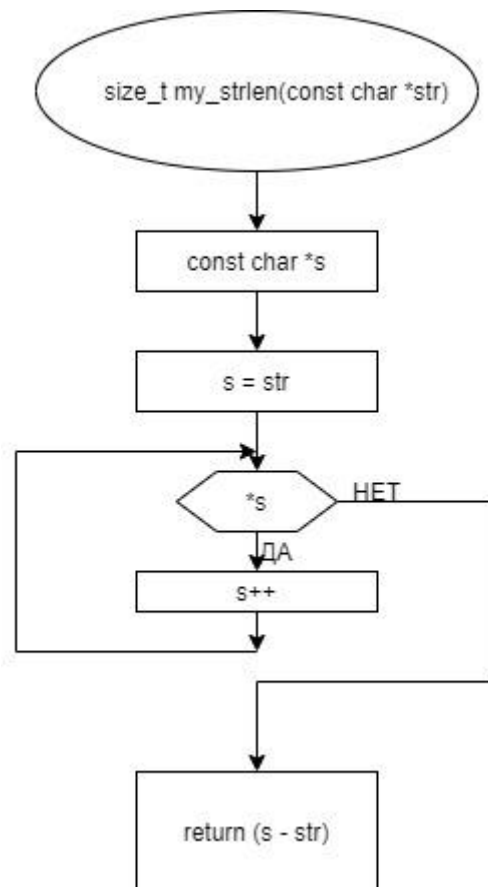 size_t my_strlen(const char *str)
const char *s
s = str
*s
НЕТ
ДА
s++
return (s - str)